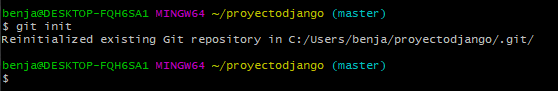 benja@DESKTOP-FQH6SA1 MINGW64 ~/proyectodjango (master)
$ git init
Reinitialized existing Git repository in C:/Users/benja/proyectodjango/.git/
benja@DESKTOP-FQH6SA1 MINGW64 ~/proyectodjango (master)
$